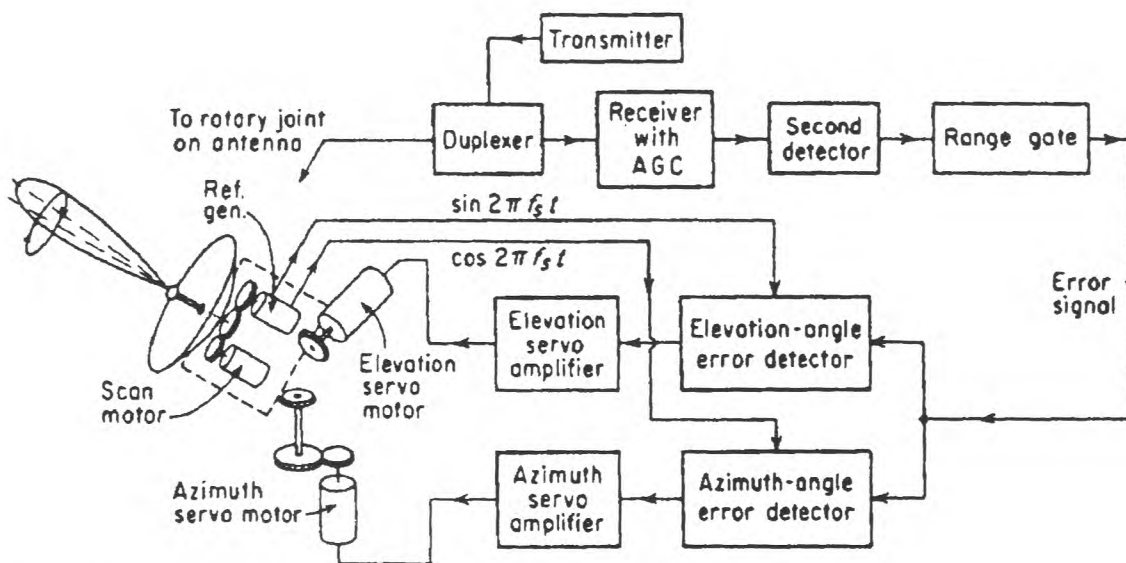 Transmitter
To rotary joint
on antenna
Duplexer
Receiver
with
AGC
Second
detector
Range gate
Ref.
gen.
sin 2π fs t
cos 2π fs t
Error
signal
Elevation
servo
amplifier
Elevation-angle
error detector
Elevation
servo
motor
Scan
motor
Azimuth
servo motor
Azimuth
servo
amplifier
Azimuth-angle
error detector